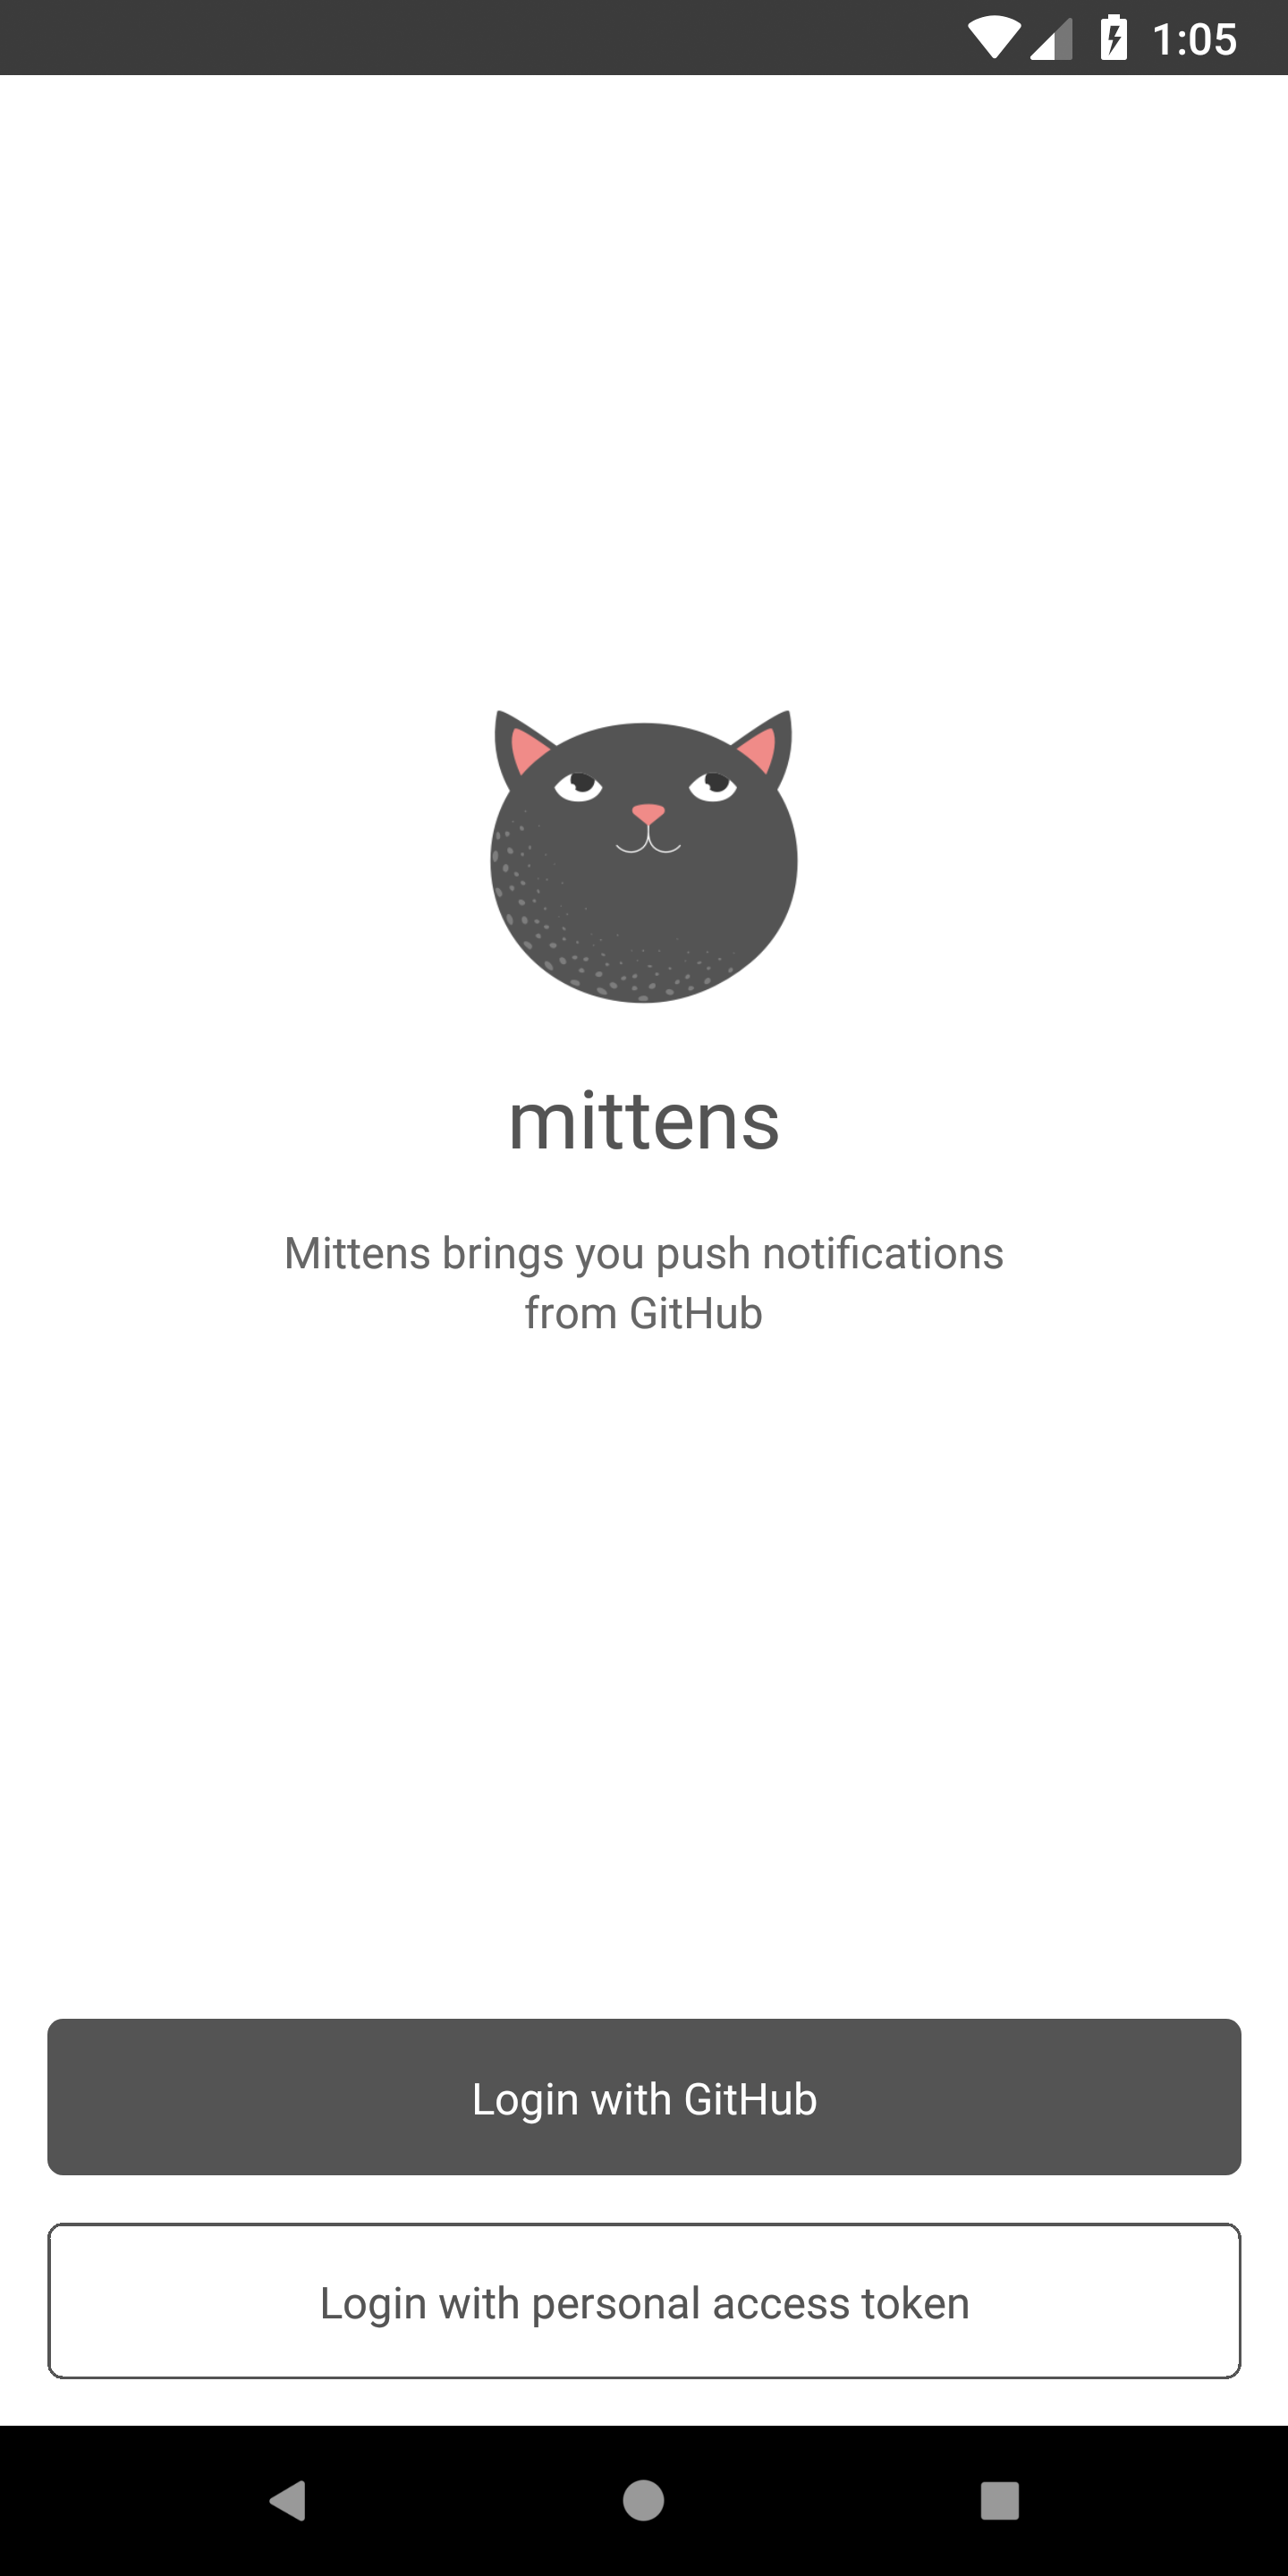 1:05
mittens
Mittens brings you push notifications
from GitHub
Login with GitHub
Login with personal access token